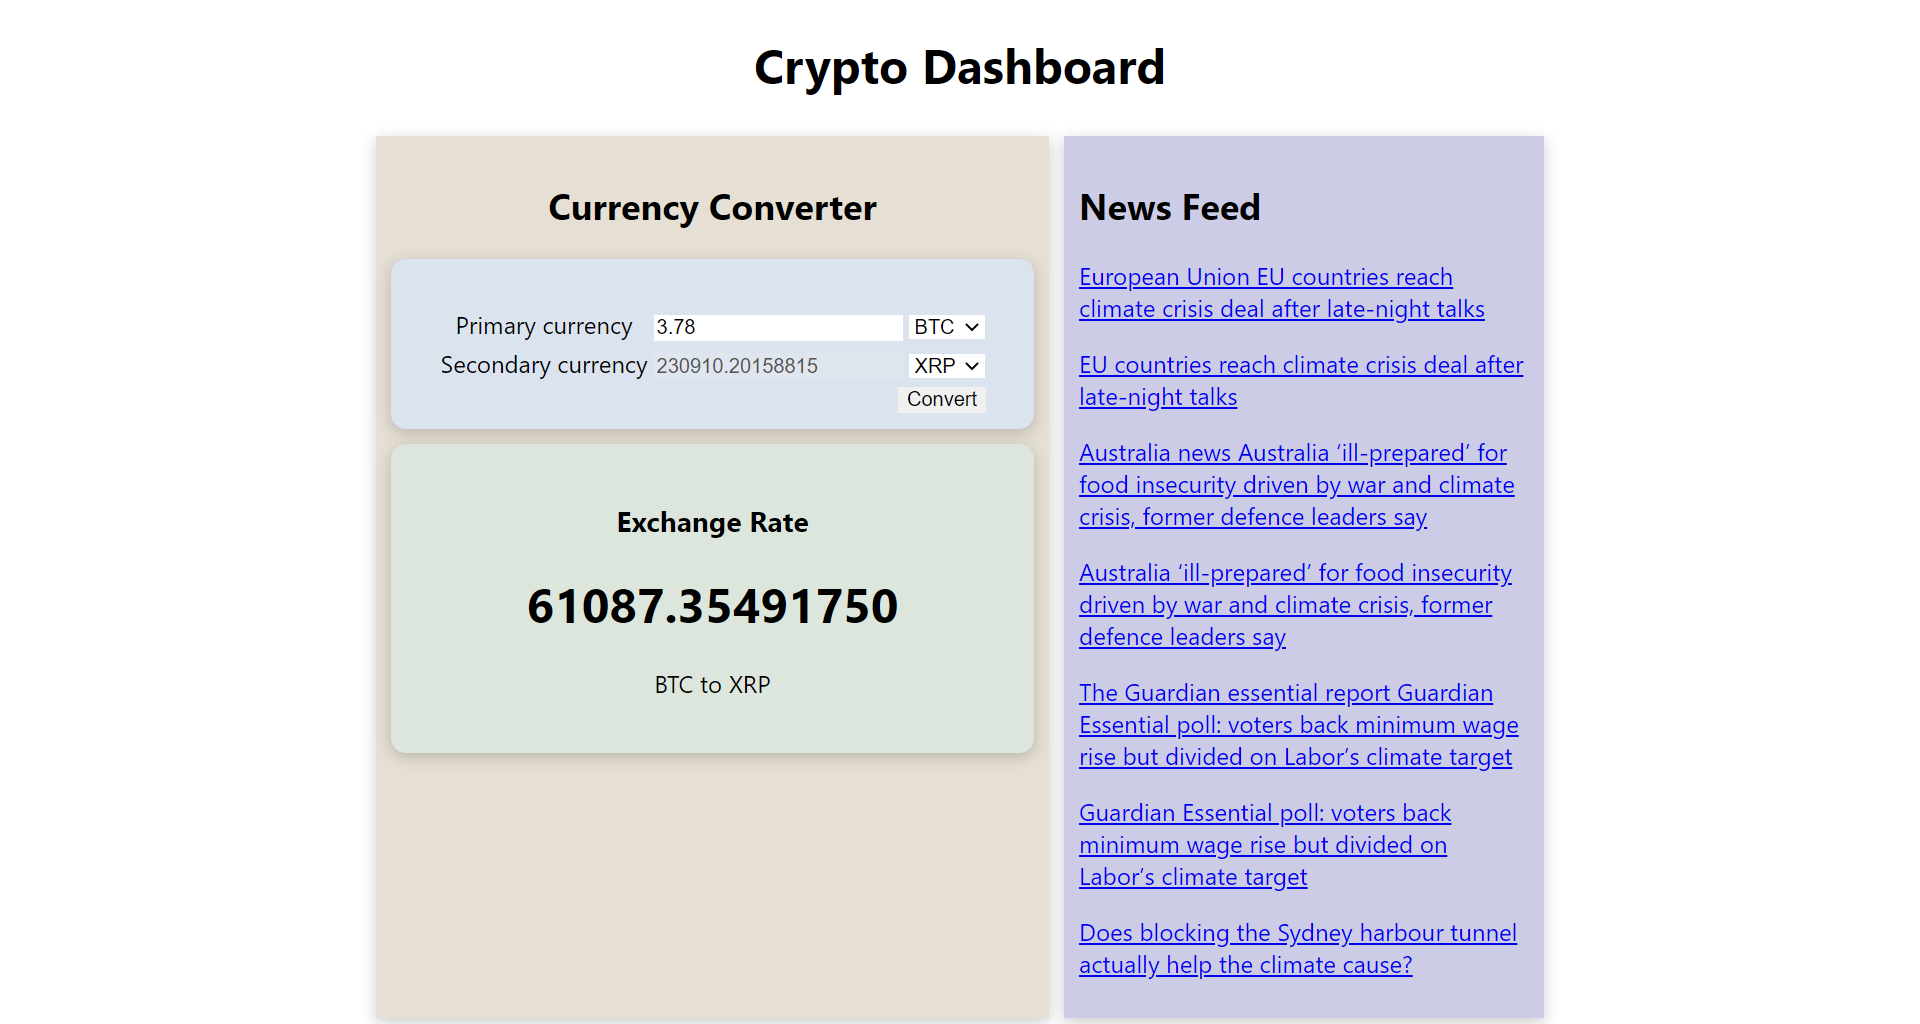 Crypto Dashboard
Currency Converter
Primary currency 3.78 BTC
Secondary currency 230910.20158815 XRP
Convert
Exchange Rate
61087.35491750
BTC to XRP
News Feed
European Union EU countries reach
climate crisis deal after late-night talks
EU countries reach climate crisis deal after
late-night talks
Australia news Australia ‘ill-prepared’ for
food insecurity driven by war and climate
crisis, former defence leaders say
Australia ‘ill-prepared’ for food insecurity
driven by war and climate crisis, former
defence leaders say
The Guardian essential report Guardian
Essential poll: voters back minimum wage
rise but divided on Labor’s climate target
Guardian Essential poll: voters back
minimum wage rise but divided on
Labor’s climate target
Does blocking the Sydney harbour tunnel
actually help the climate cause?